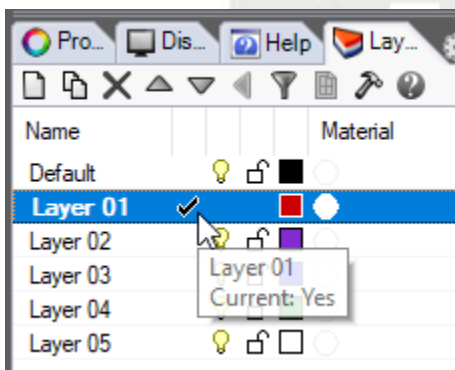 Pro... Dis... Help Lay...
Name Material
Default
Layer 01
Layer 02
Layer 03
Layer 04
Layer 05
Layer 01
Current: Yes